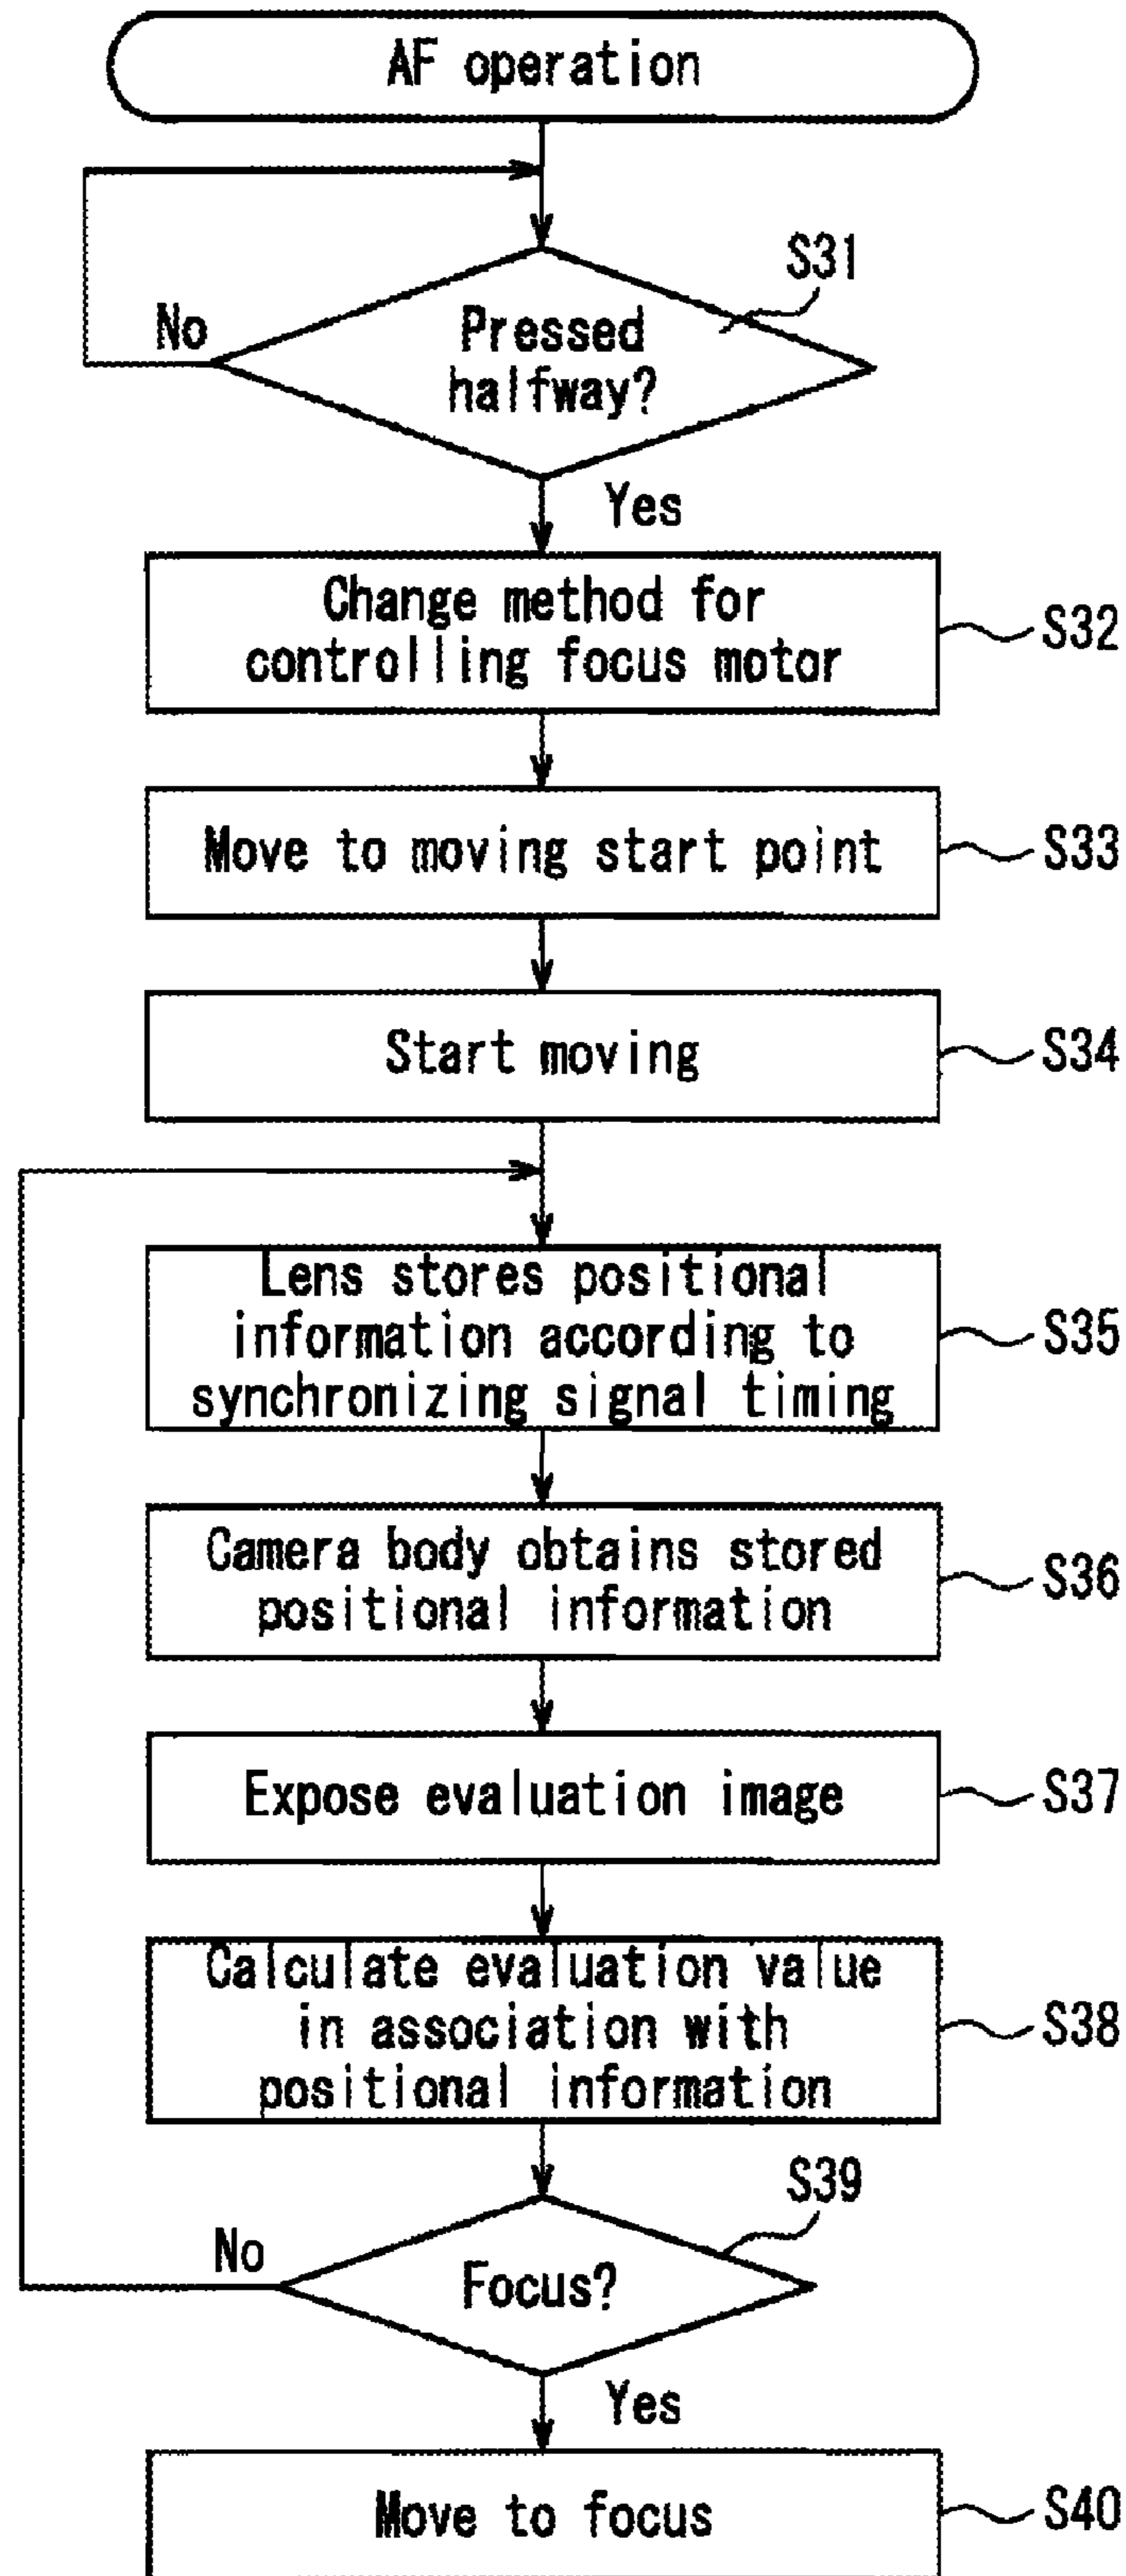 AF operation
S31
No
Pressed
halfway?
Yes
Change method for
controlling focus motor
S32
Move to moving start point
S33
Start moving
S34
Lens stores positional
information according to
synchronizing signal timing
S35
Camera body obtains stored
positional information
S36
Expose evaluation image
S37
Calculate evaluation value
in association with
positional information
S38
S39
No
Focus?
Yes
Move to focus
S40